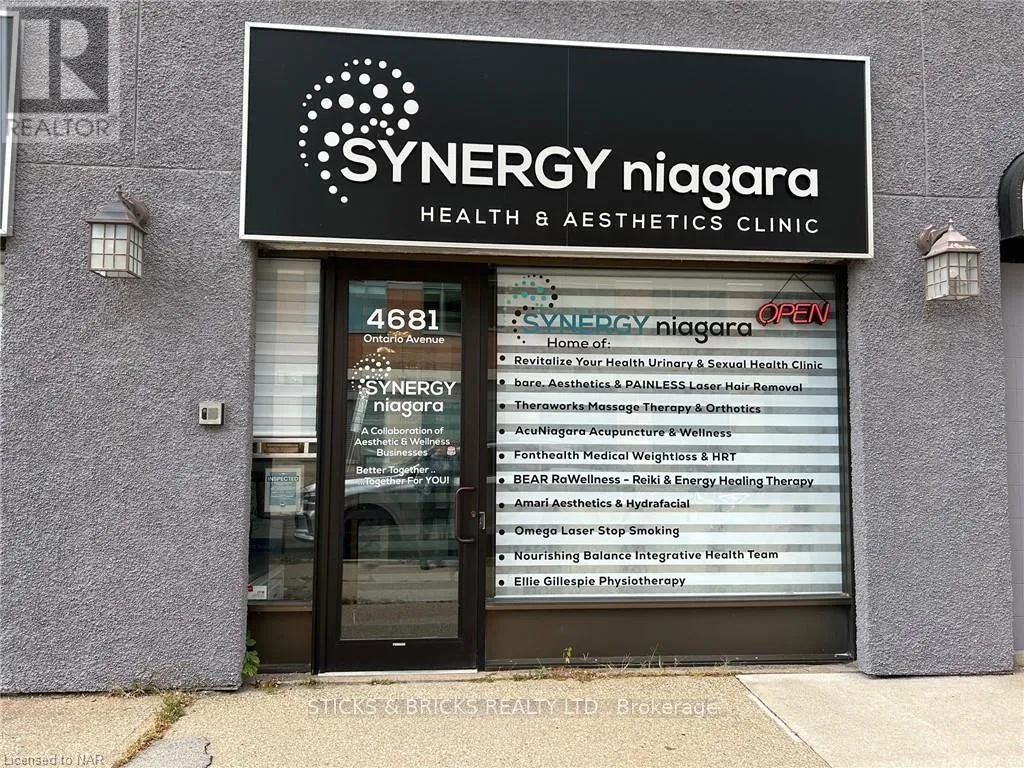 R
REALTOR®
SYNERGY niagara
HEALTH & AESTHETICS CLINIC
4681
Ontario Avenue
SYNERGY
niagara
A Collaboration of
Aesthetic & Wellness
Businesses
Better Together ..
...Together For YOU!
INSPECTED
SYNERGY niagara
OPEN
Home of:
• Revitalize Your Health Urinary & Sexual Health Clinic
• bare. Aesthetics & PAINLESS Laser Hair Removal
• Theraworks Massage Therapy & Orthotics
• AcuNiagara Acupuncture & Wellness
• Fonthealth Medical Weightloss & HRT
• BEAR RaWellness - Reiki & Energy Healing Therapy
• Amari Aesthetics & Hydrafacial
• Omega Laser Stop Smoking
• Nourishing Balance Integrative Health Team
• Ellie Gillespie Physiotherapy
STICKS & BRICKS REALTY LTD. Brokerage
Licensed to NAR